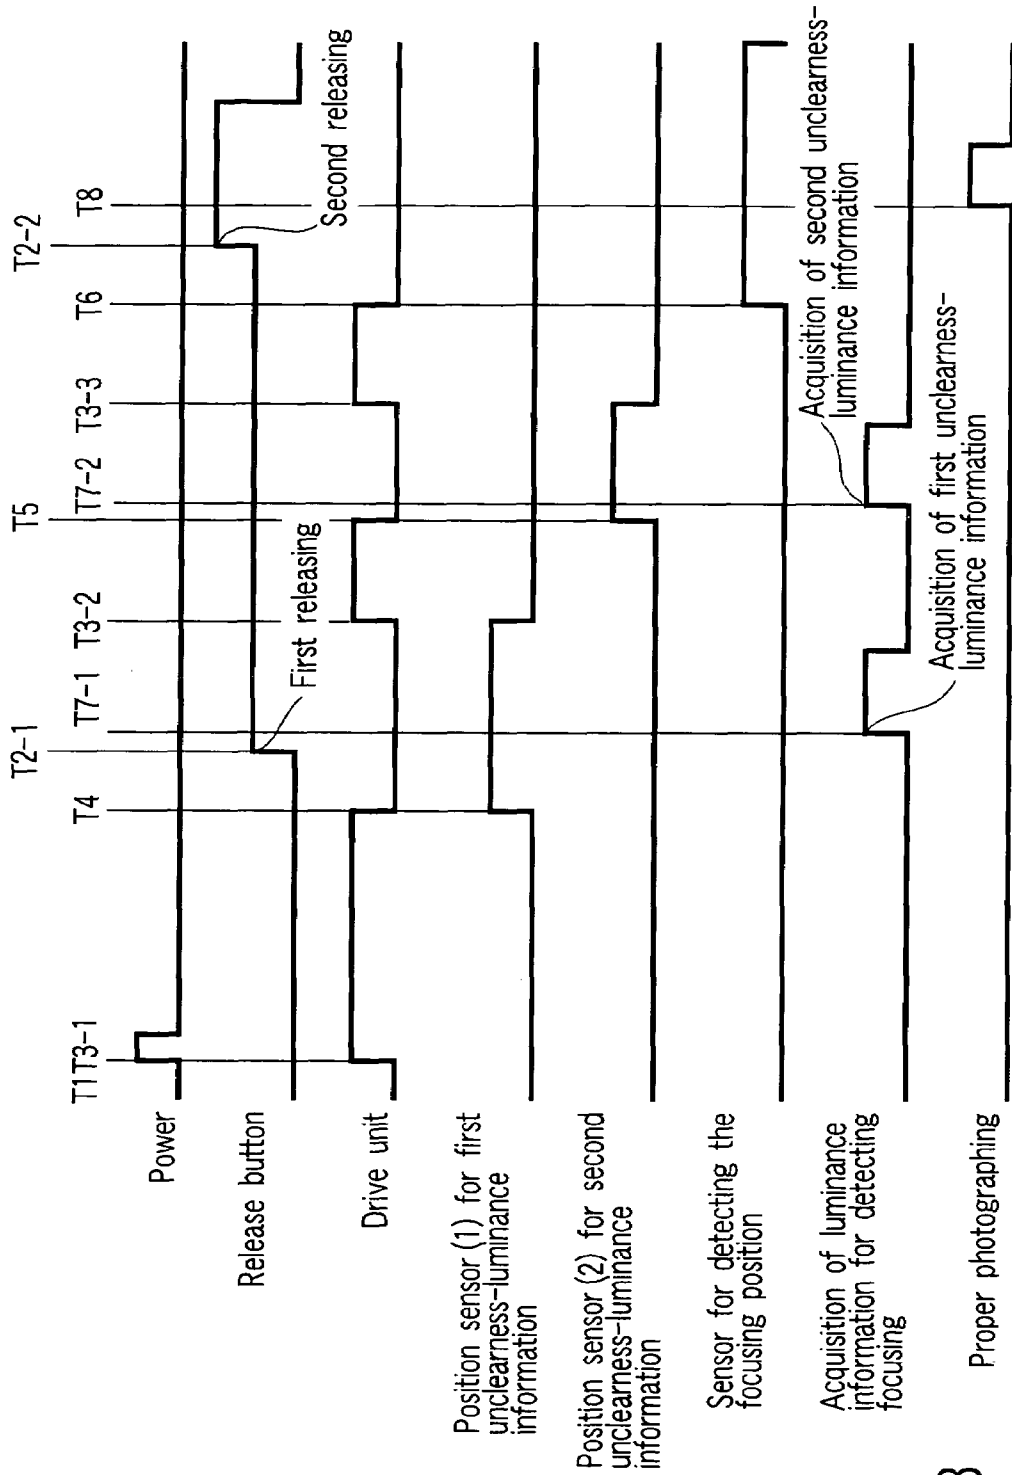 T2-1
T5
T2-2
T1T3-1
T4
T7-1
T3-2
T7-2
T3-3
T6
T8
Power
Release button
First releasing
Second releasing
Drive unit
Position sensor (1) for first
unclearness-luminance
information
Position sensor (2) for second
unclearness-luminance
information
Sensor for detecting the
focusing position
Acquisition of luminance
information for detecting
focusing
Acquisition of second unclearness-
luminance information
Acquisition of first unclearness-
luminance information
Proper photographing